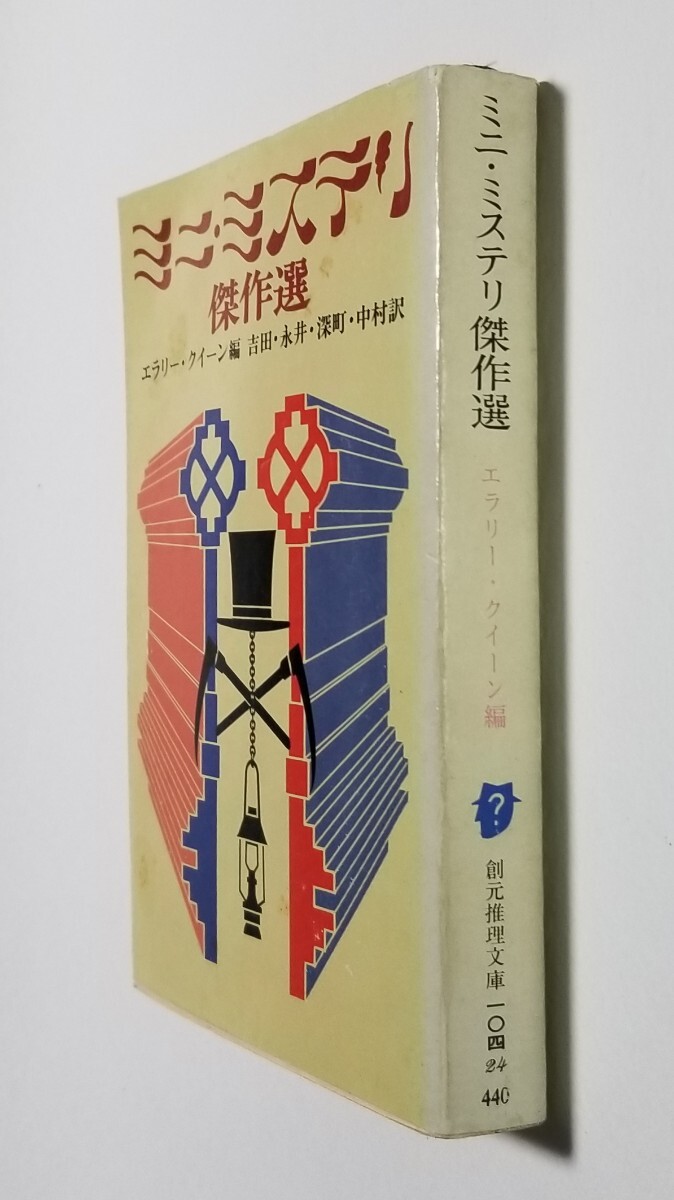 ミニ・ミステリ
傑作選
エラリー・クイーン編 吉田・永井・深町・中村訳
ミニ・ミステリ傑作選
エラリー・クイーン編
?
創元推理文庫
一〇四
24
440